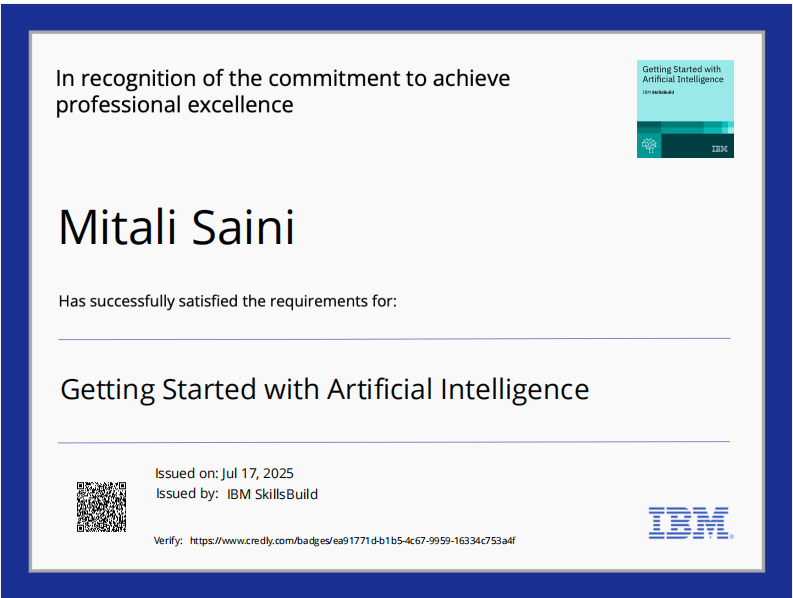 In recognition of the commitment to achieve
professional excellence
Getting Started with
Artificial Intelligence
IBM SkillsBuild
IBM
Mitali Saini
Has successfully satisfied the requirements for:
Getting Started with Artificial Intelligence
Issued on: Jul 17, 2025
Issued by: IBM SkillsBuild
Verify: https://www.credly.com/badges/ea91771d-b1b5-4c67-9959-16334c753a4f
IBM®